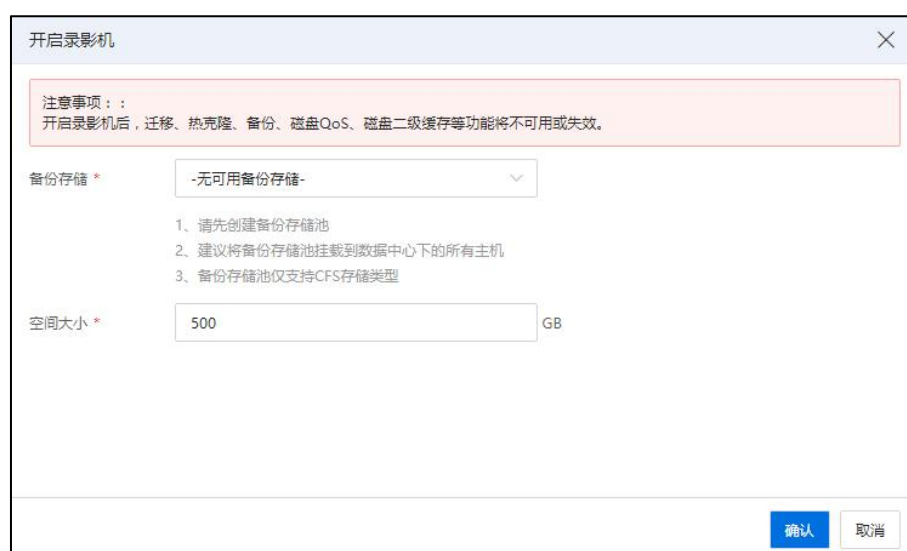 开启录影机
注意事项：：
开启录影机后，迁移、热克隆、备份、磁盘QoS、磁盘二级缓存等功能将不可用或失效。
备份存储 * -无可用备份存储-
1、请先创建备份存储池
2、建议将备份存储池挂载到数据中心下的所有主机
3、备份存储池仅支持CFS存储类型
空间大小 * 500 GB
确认 取消